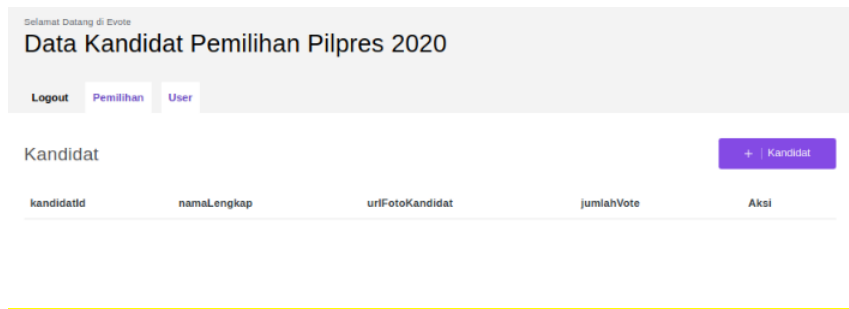 Selamat Datang di Evote
Data Kandidat Pemilihan Pilpres 2020
Logout Pemilihan User
Kandidat
+ | Kandidat
kandidatId namaLengkap urlFotoKandidat jumlahVote Aksi